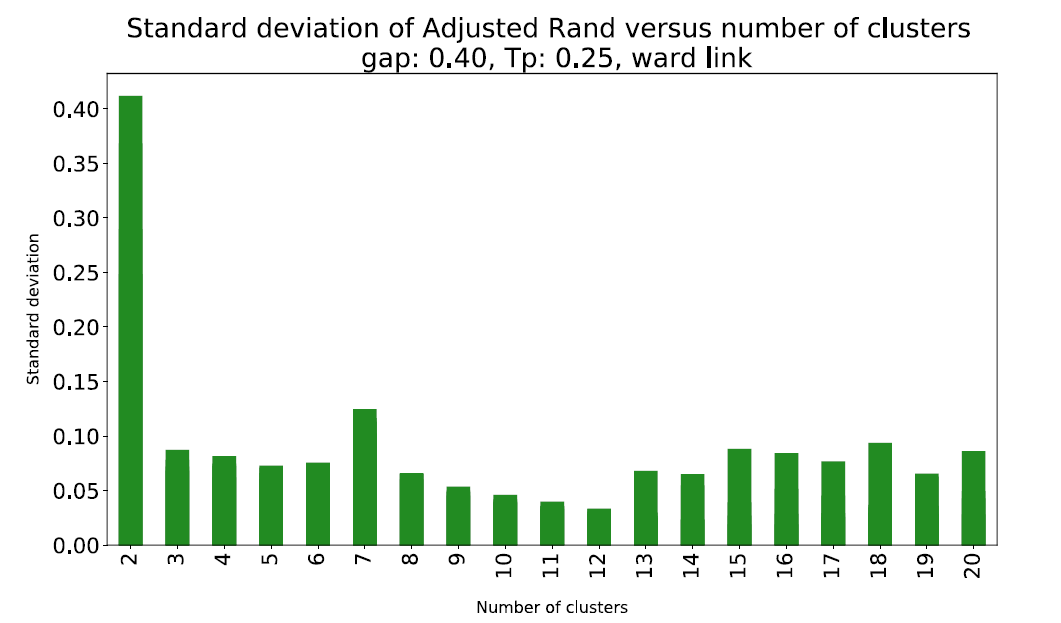 Standard deviation of Adjusted Rand versus number of clusters
gap: 0.40, Tp: 0.25, ward link
0.40
0.35
0.30
0.25
0.20
0.15
0.10
0.05
0.00
Standard deviation
2 3 4 5 6 7 8 9 10 11 12 13 14 15 16 17 18 19 20
Number of clusters